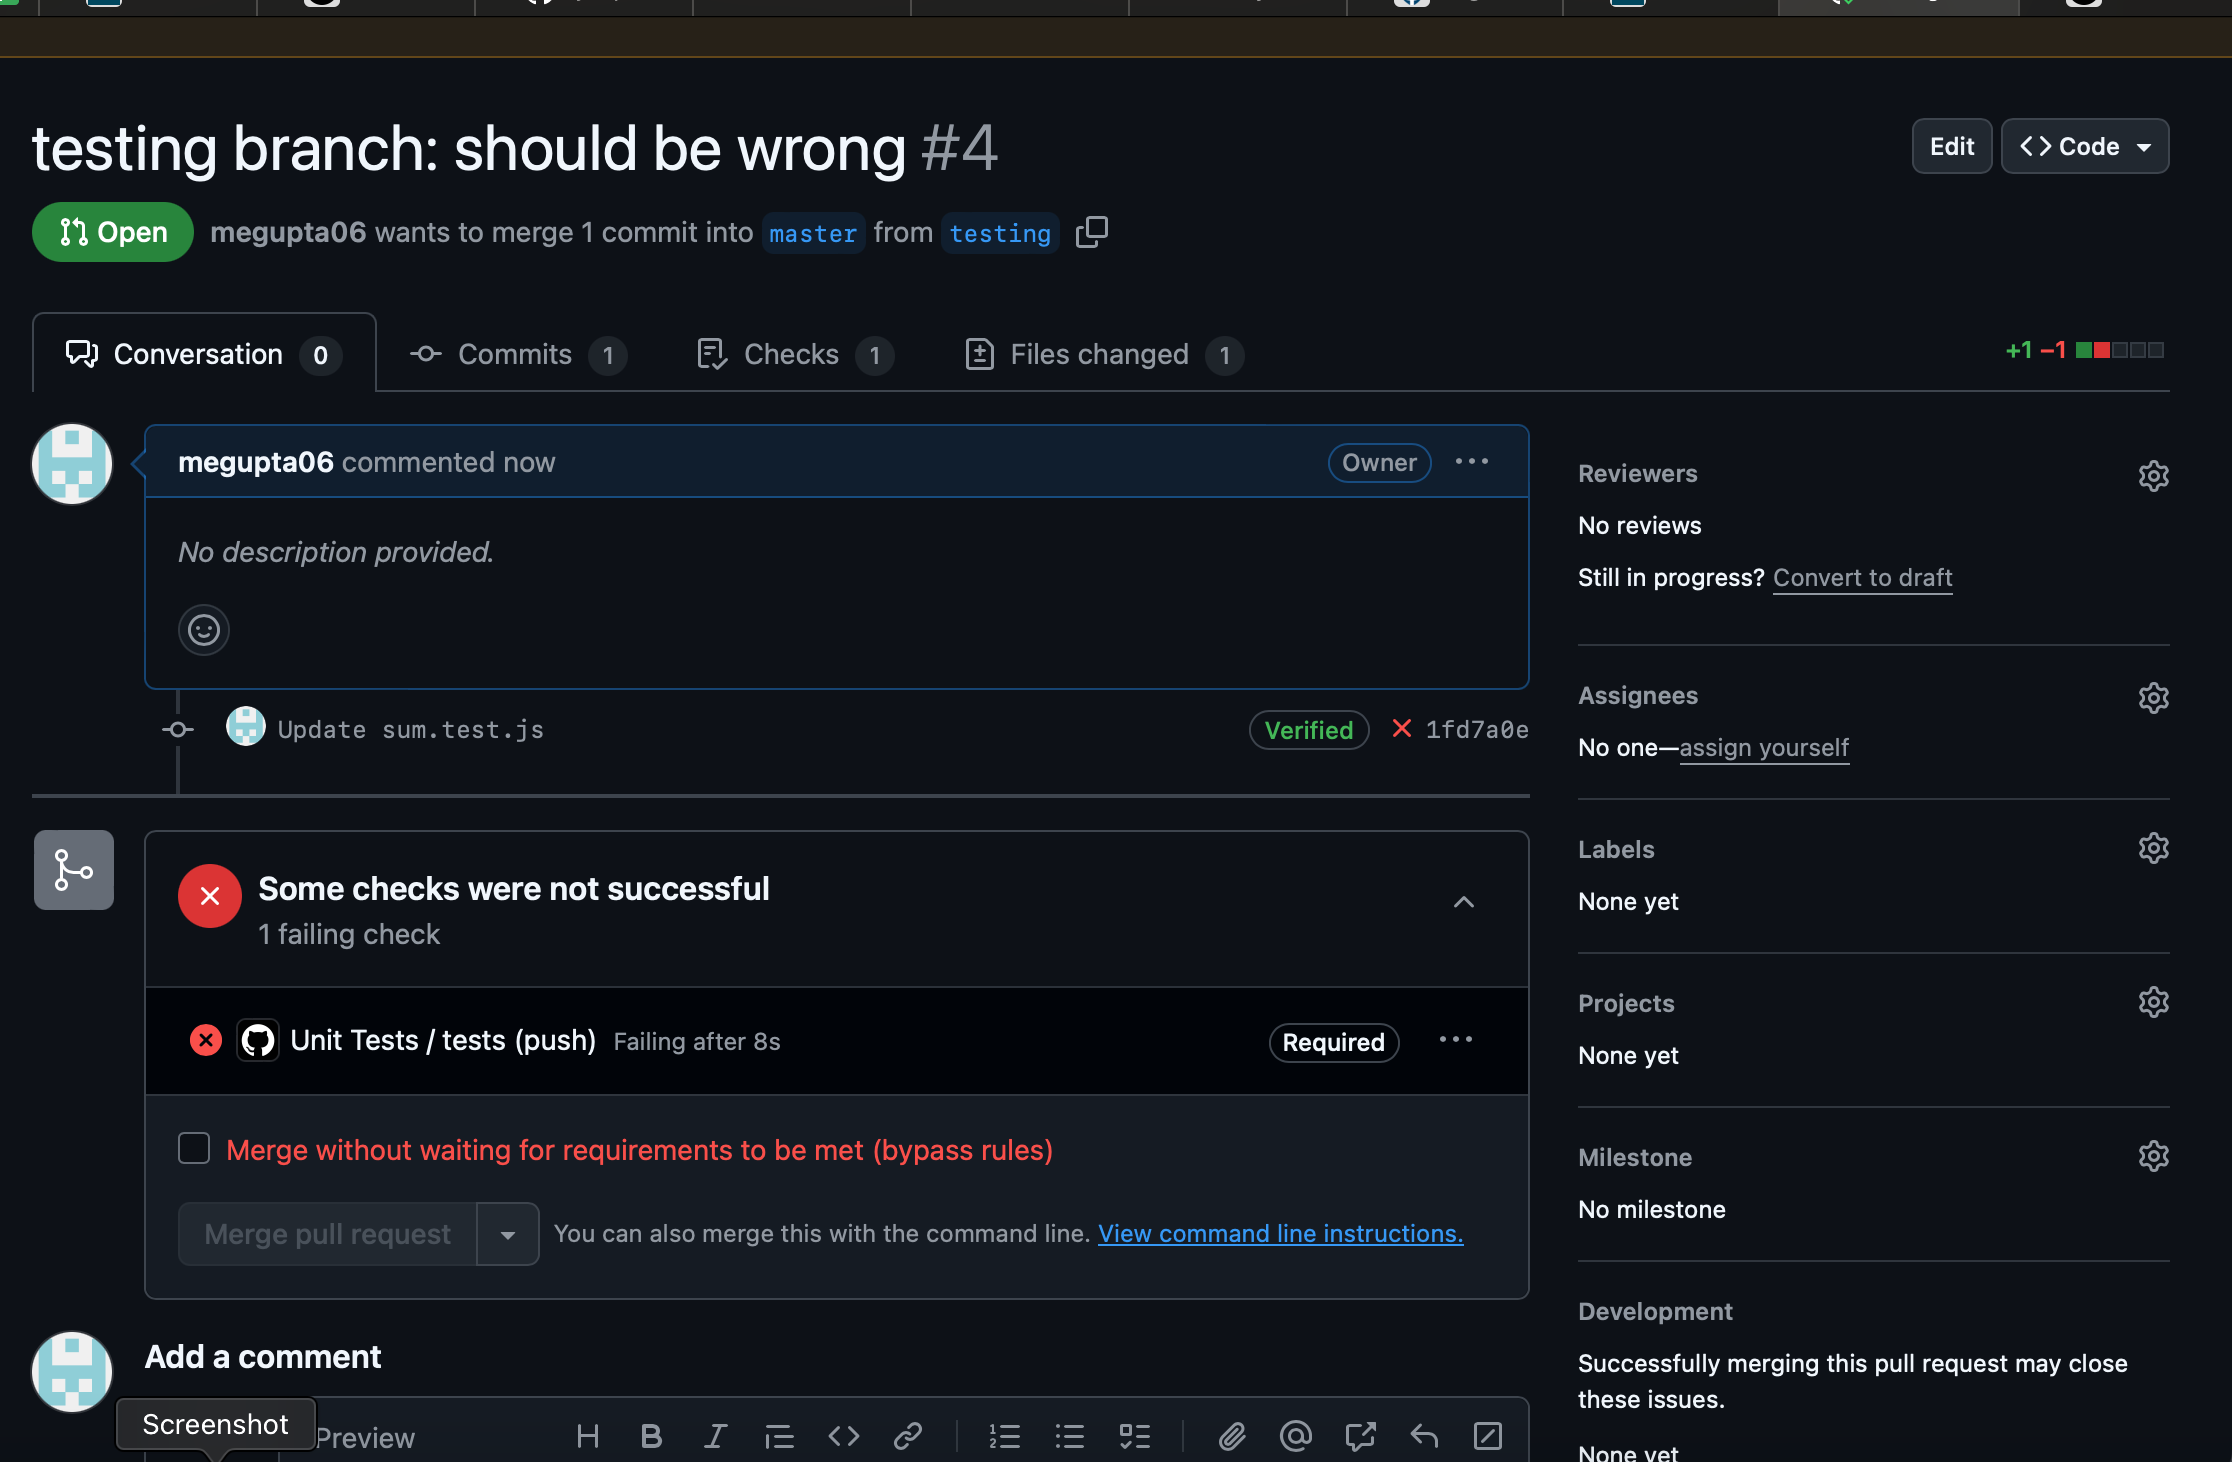 testing branch: should be wrong #4
Edit
Code
Open
megupta06 wants to merge 1 commit into master from testing
Conversation 0
Commits 1
Checks 1
Files changed 1
+1 −1
megupta06 commented now
Owner
No description provided.
Update sum.test.js
Verified
1fd7a0e
Some checks were not successful
1 failing check
Unit Tests / tests (push) Failing after 8s
Required
Merge without waiting for requirements to be met (bypass rules)
Merge pull request
You can also merge this with the command line. View command line instructions.
Add a comment
Screenshot
Preview
Reviewers
No reviews
Still in progress? Convert to draft
Assignees
No one—assign yourself
Labels
None yet
Projects
None yet
Milestone
No milestone
Development
Successfully merging this pull request may close
these issues.
None yet